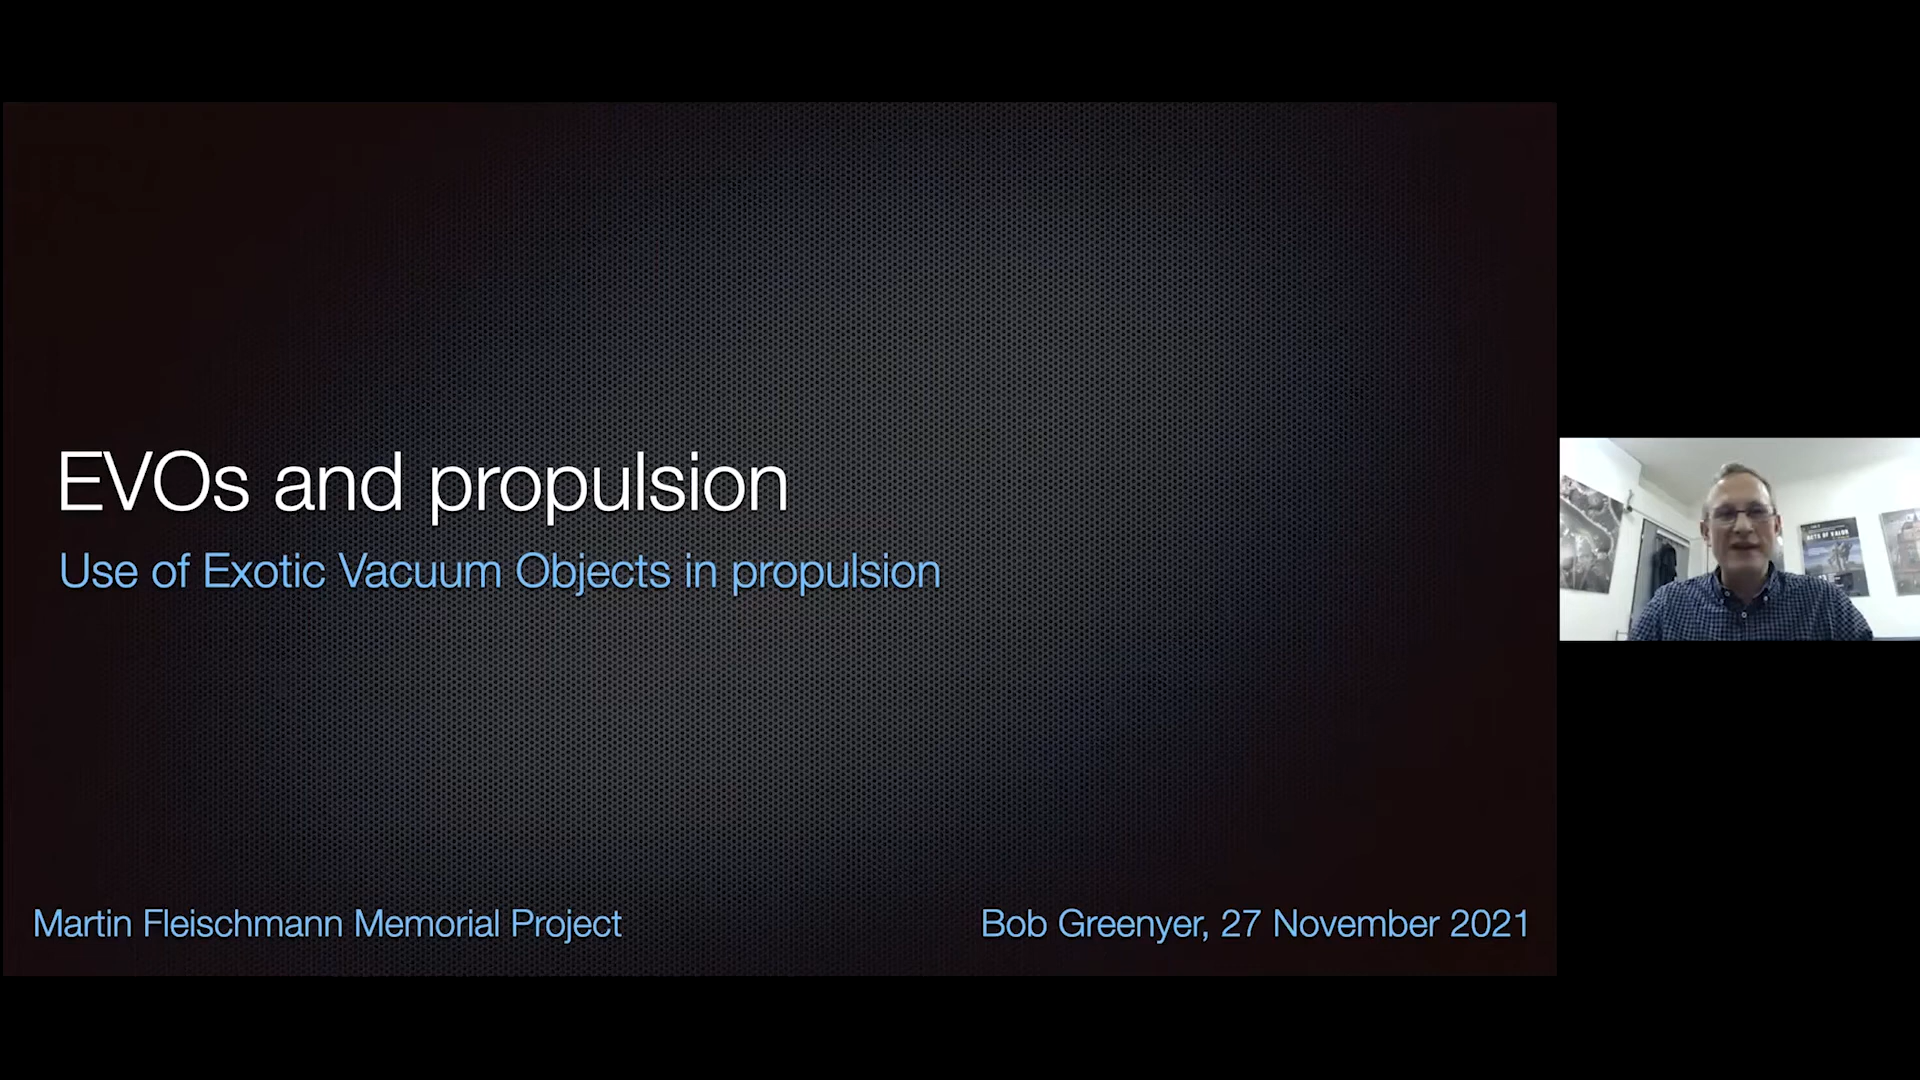 EVOs and propulsion
Use of Exotic Vacuum Objects in propulsion
Martin Fleischmann Memorial Project
Bob Greenyer, 27 November 2021